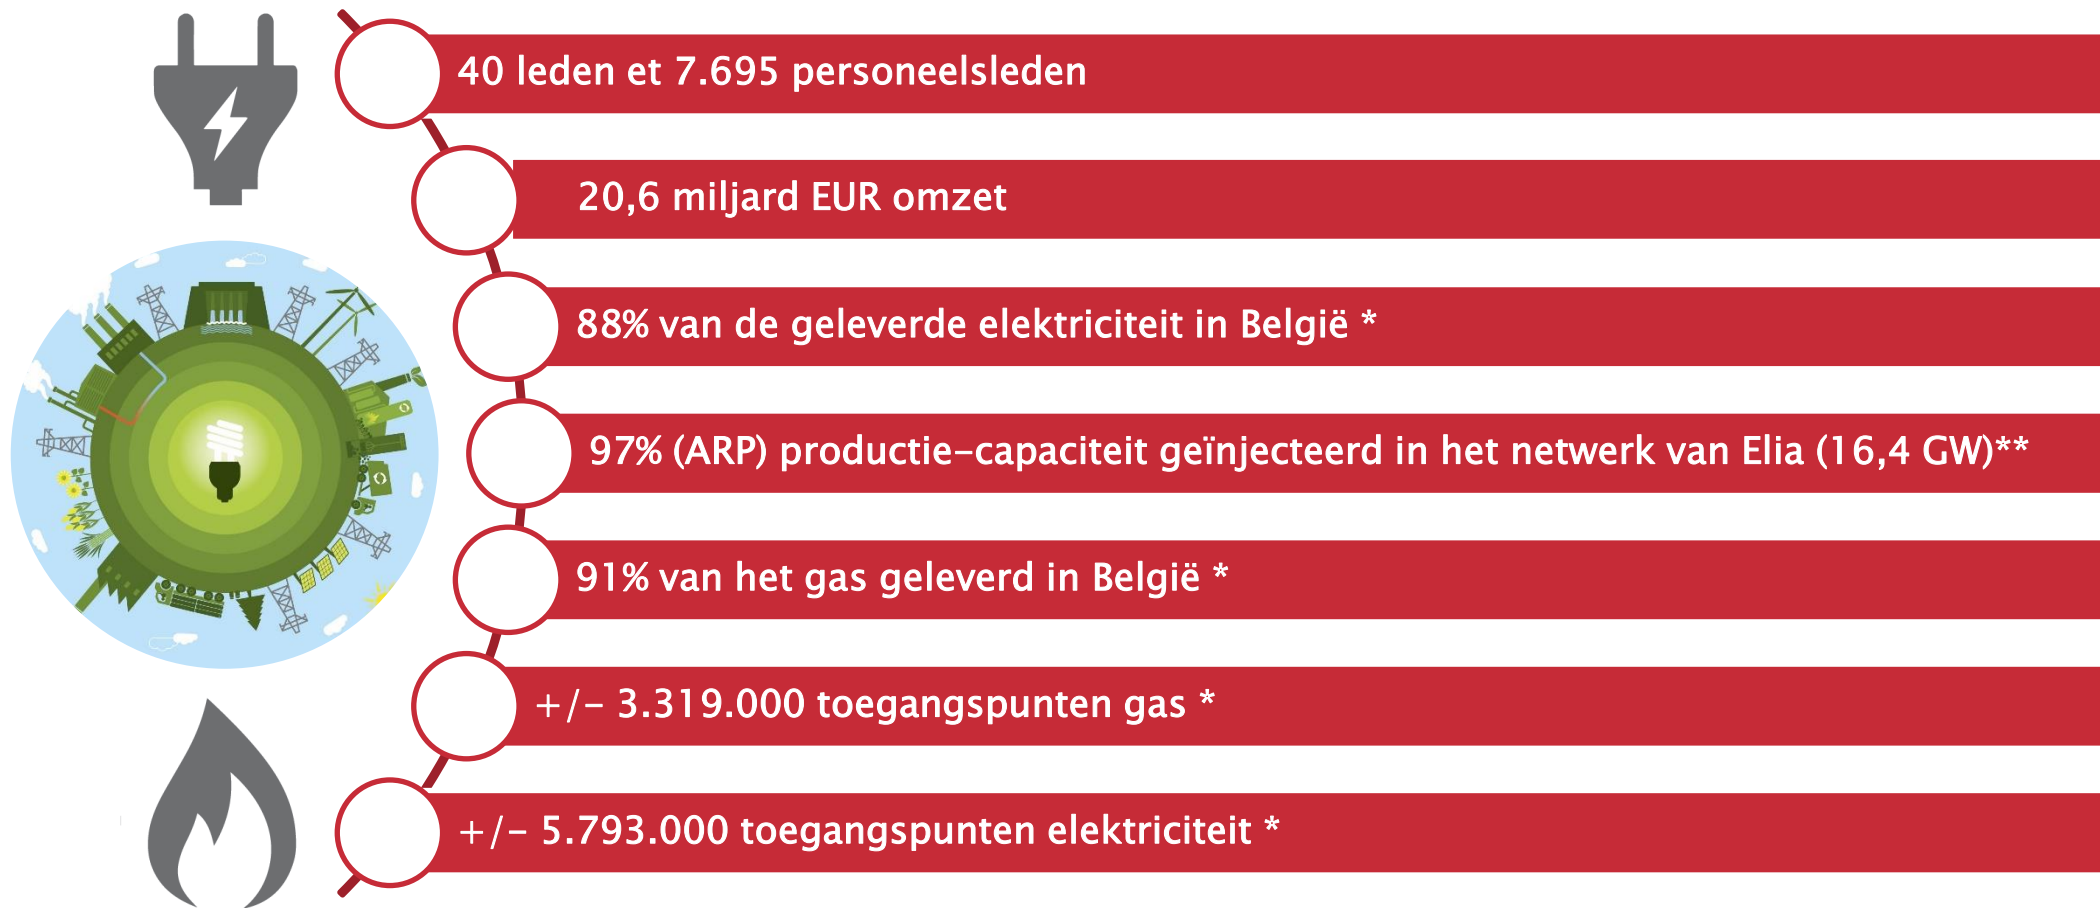 40 leden et 7.695 personeelsleden
20,6 miljard EUR omzet
88% van de geleverde elektriciteit in België *
97% (ARP) productie-capaciteit geïnjecteerd in het netwerk van Elia (16,4 GW)**
91% van het gas geleverd in België *
+/- 3.319.000 toegangspunten gas *
+/- 5.793.000 toegangspunten elektriciteit *